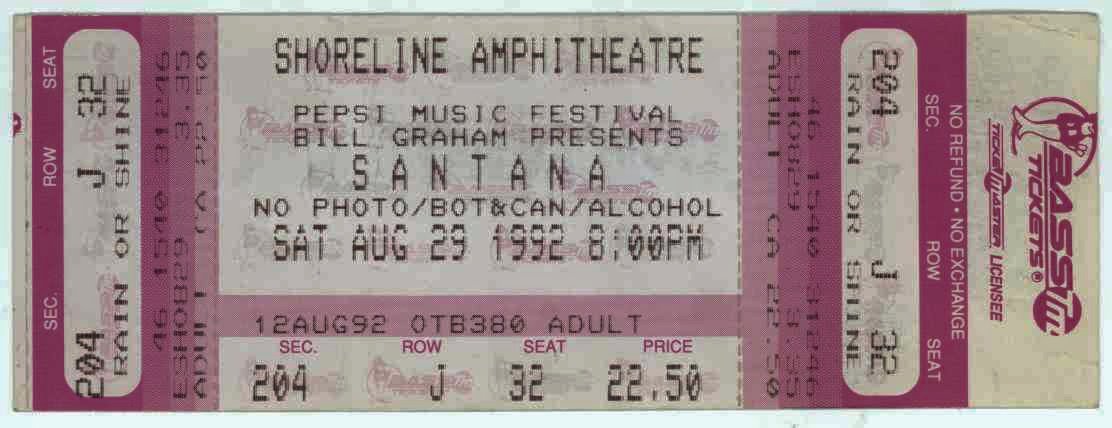 SEC. ROW SEAT
204 J 32
RAIN OR SHINE
46 1540 31246
ESHO829 3.35
ADULT CA 22.50
SHORELINE AMPHITHEATRE
PEPSI MUSIC FESTIVAL
BILL GRAHAM PRESENTS
SANTANA
NO PHOTO/BOT&CAN/ALCOHOL
SAT AUG 29 1992 8:00PM
12AUG92 OTB380 ADULT
SEC. ROW SEAT PRICE
204 J 32 22.50
46 1540 31246
ESHO829 3.35
ADULT CA 22.50
204 J 32
RAIN OR SHINE
SEC. ROW SEAT
NO REFUND • NO EXCHANGE
BASS TM
TICKETS®
TICKETMASTER LICENSEE